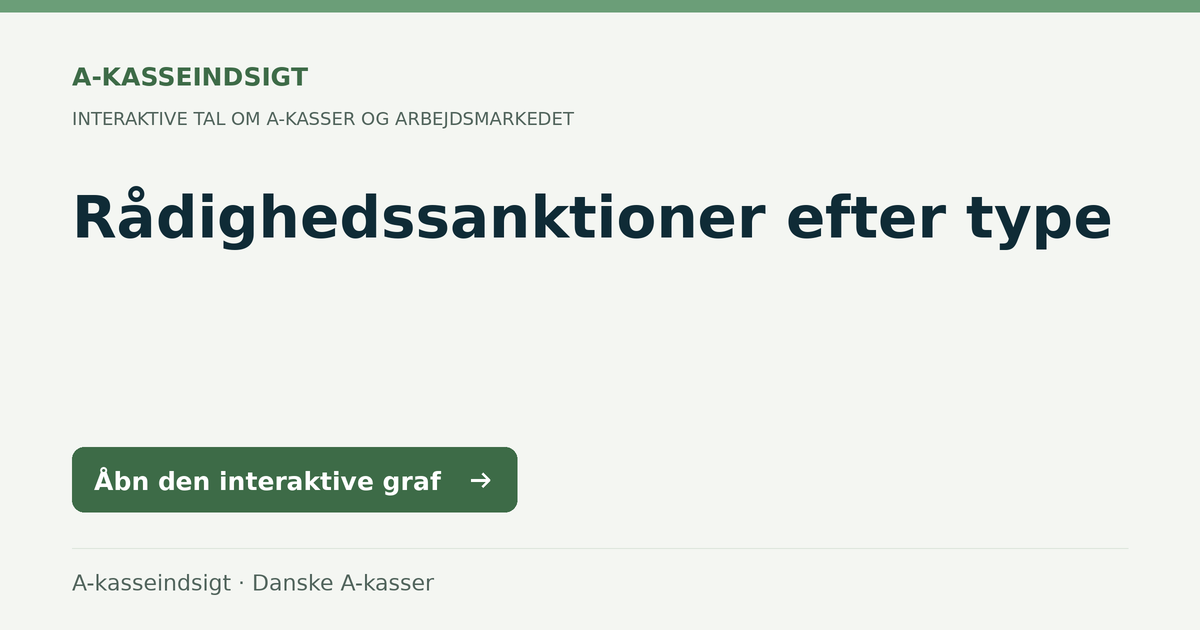 A-KASSEINDSIGT
INTERAKTIVE TAL OM A-KASSER OG ARBEJDSMARKEDET
Rådighedssanktioner efter type
Åbn den interaktive graf →
A-kasseindsigt · Danske A-kasser